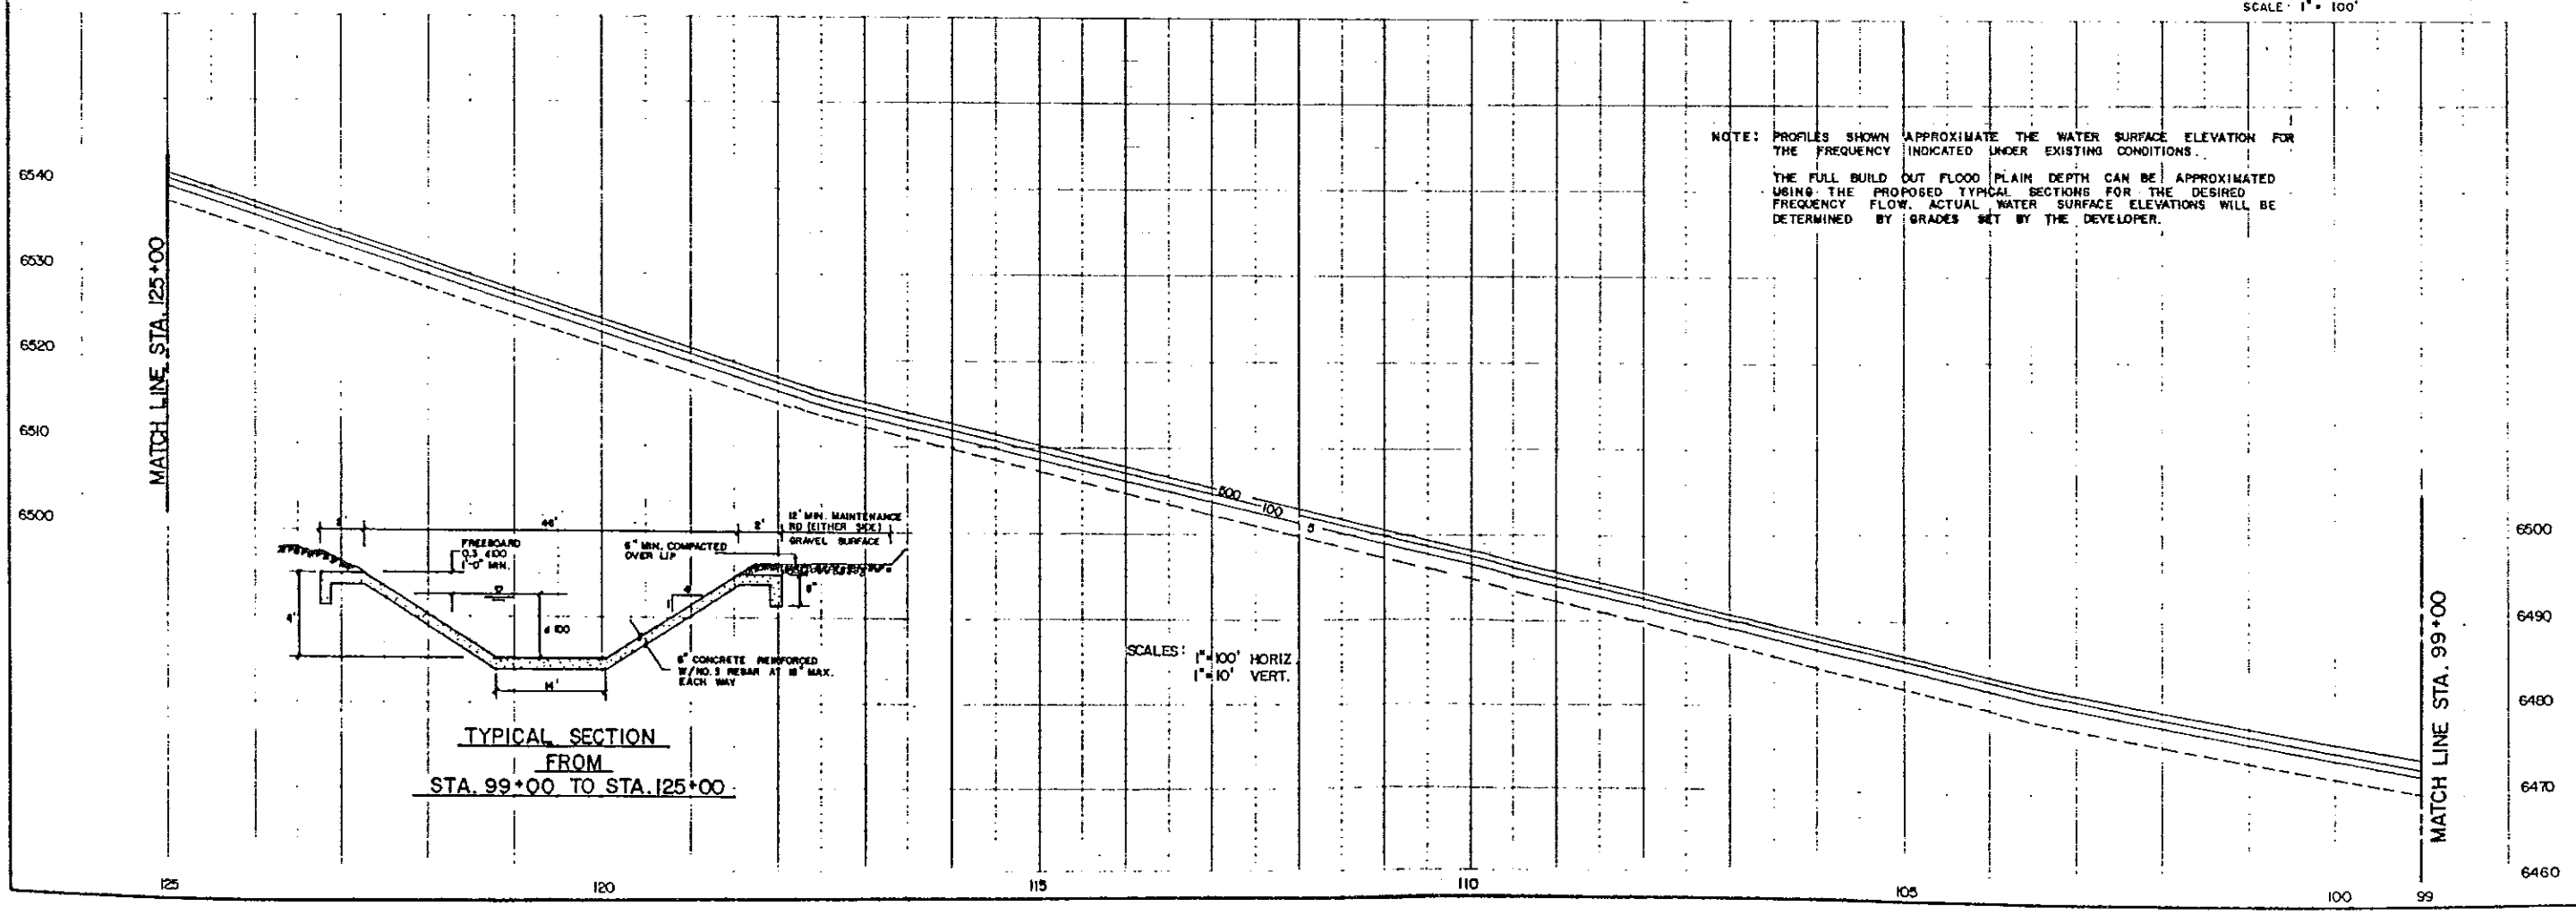 SCALE: 1" = 100'
NOTE: PROFILES SHOWN APPROXIMATE THE WATER SURFACE ELEVATION FOR
THE FREQUENCY INDICATED UNDER EXISTING CONDITIONS.
THE FULL BUILD OUT FLOOD PLAIN DEPTH CAN BE APPROXIMATED
USING THE PROPOSED TYPICAL SECTIONS FOR THE DESIRED
FREQUENCY FLOW. ACTUAL WATER SURFACE ELEVATIONS WILL BE
DETERMINED BY GRADES SET BY THE DEVELOPER.
6540
6530
6520
6510
6500
MATCH LINE STA. 125+00
500
100
5
2'
12' MIN. MAINTENANCE
RD (EITHER SIDE)
GRAVEL SURFACE
FREEBOARD
1'-0" MIN.
6" MIN. COMPACTED
OVER LIP
4'
d 100
1
6" CONCRETE REINFORCED
W/NO. 3 REBAR AT 18" MAX.
EACH WAY
14'
TYPICAL SECTION
FROM
STA. 99+00 TO STA. 125+00
SCALES: 1"=100' HORIZ.
1"=10' VERT.
6500
6490
6480
6470
6460
MATCH LINE STA. 99+00
125
120
115
110
105
100
99